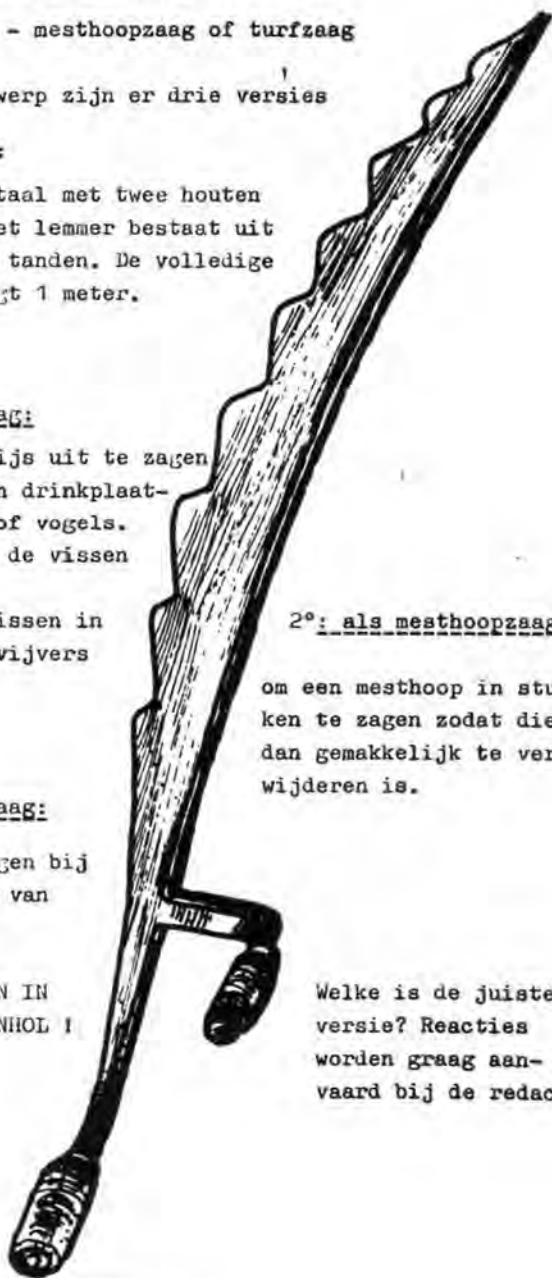 - mesthoopzaag of turfzaag
werp zijn er drie versies
:
taal met twee houten
et lemmer bestaat uit
tanden. De volledige
gt 1 meter.
ag:
ijs uit te zagen
n drinkplaat-
of vogels.
de vissen
issen in
wijvers
2°: als mesthoopzaag
om een mesthoop in stu
ken te zagen zodat die
dan gemakkelijk te ver
wijderen is.
aag:
gen bij
van
N IN
NHOL !
Welke is de juiste
versie? Reacties
worden graag aan-
vaard bij de redac